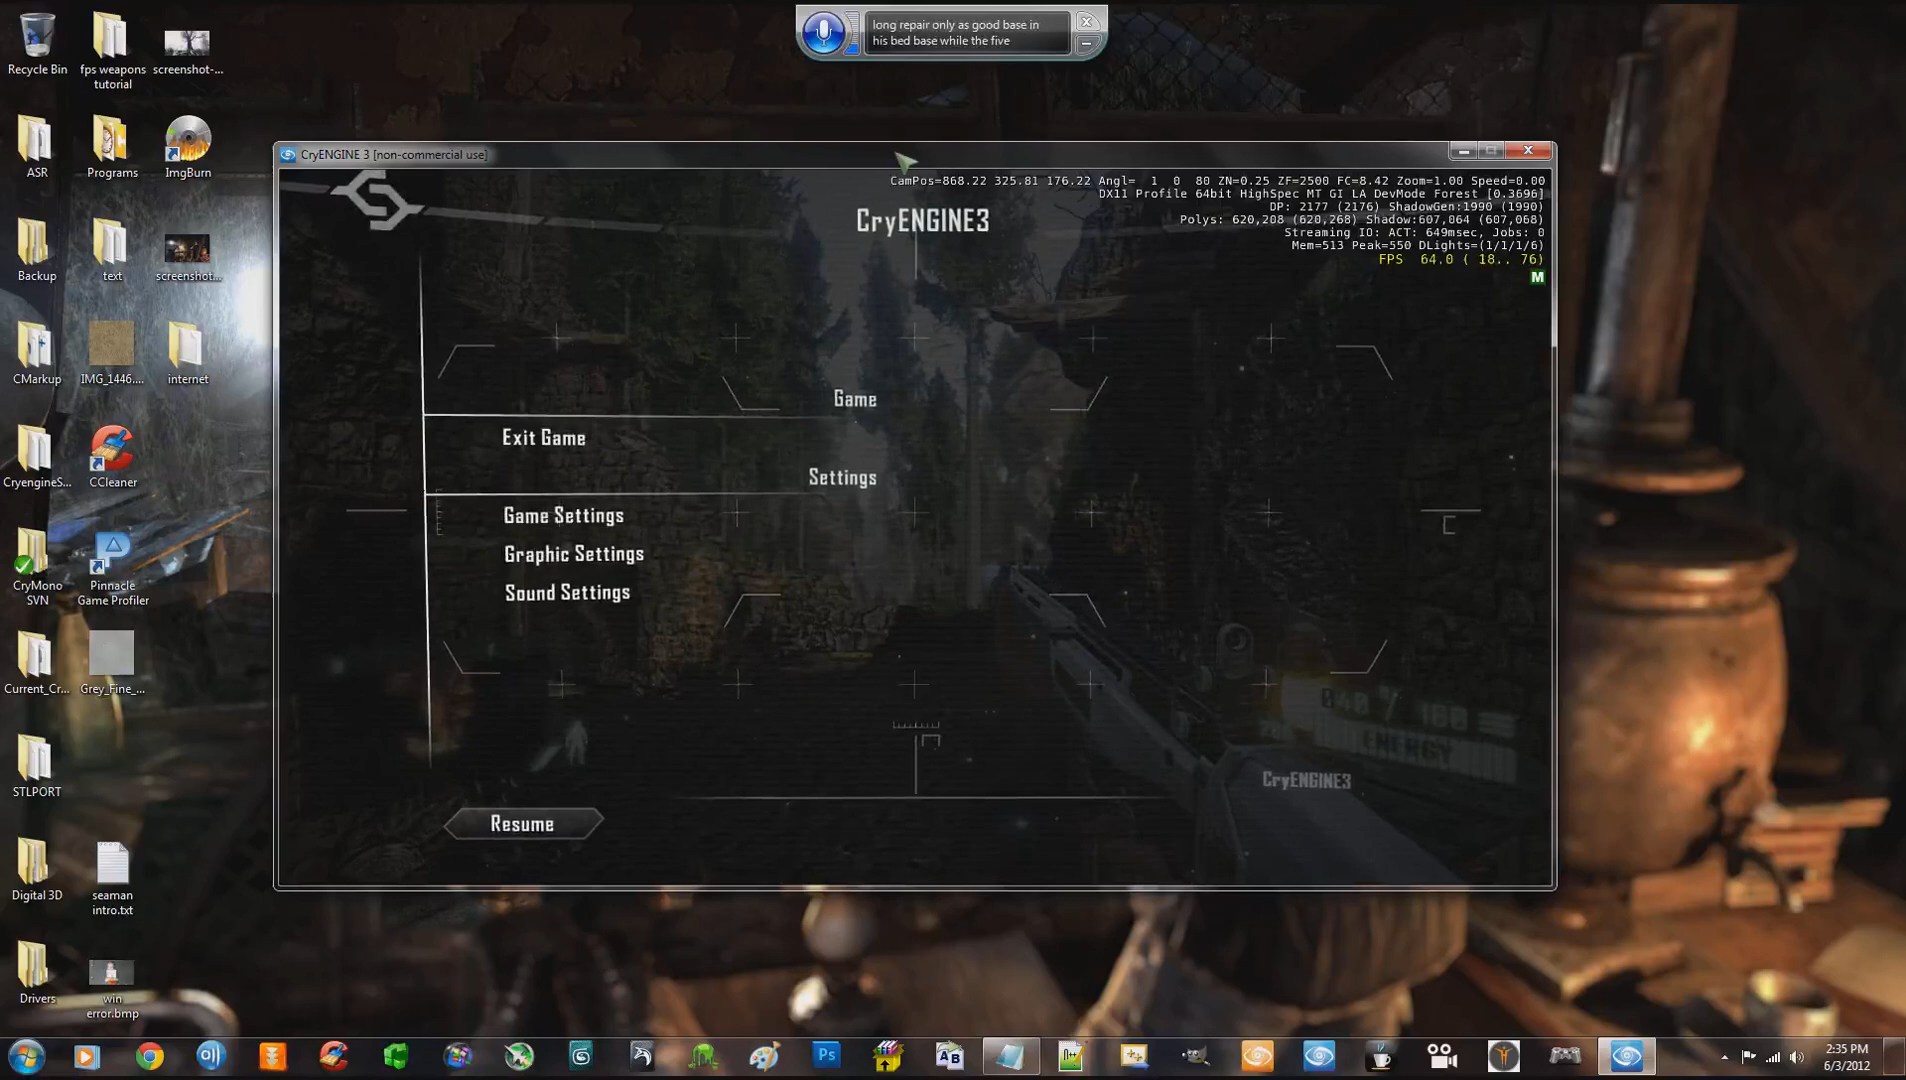 long repair only as good base in
his bed base while the five
Recycle Bin
fps weapons
tutorial
screenshot-...
ASR
Programs
ImgBurn
Backup
text
screenshot...
CMarkup
IMG_1446....
internet
CryengineS...
CCleaner
CryMono
SVN
Pinnacle
Game Profiler
Current_Cr...
Grey_Fine_...
STLPORT
Digital 3D
seaman
intro.txt
Drivers
win
error.bmp
CryENGINE 3 [non-commercial use]
CamPos=868.22 325.81 176.22 Angl= 1 0 80 ZN=0.25 ZF=2500 FC=8.42 Zoom=1.00 Speed=0.00
DX11 Profile 64bit HighSpec MT GI LA DevMode Forest [0.3696]
DP: 2177 (2176) ShadowGen:1990 (1990)
Polys: 620,208 (620,268) Shadow:607,064 (607,068)
Streaming IO: ACT: 649msec, Jobs: 0
Mem=513 Peak=550 DLights=(1/1/1/6)
FPS 64.0 ( 18.. 76)
M
CryENGINE3
Game
Exit Game
Settings
Game Settings
Graphic Settings
Sound Settings
ENERGY
CryENGINE3
Resume
Ps
AB
2:35 PM
6/3/2012